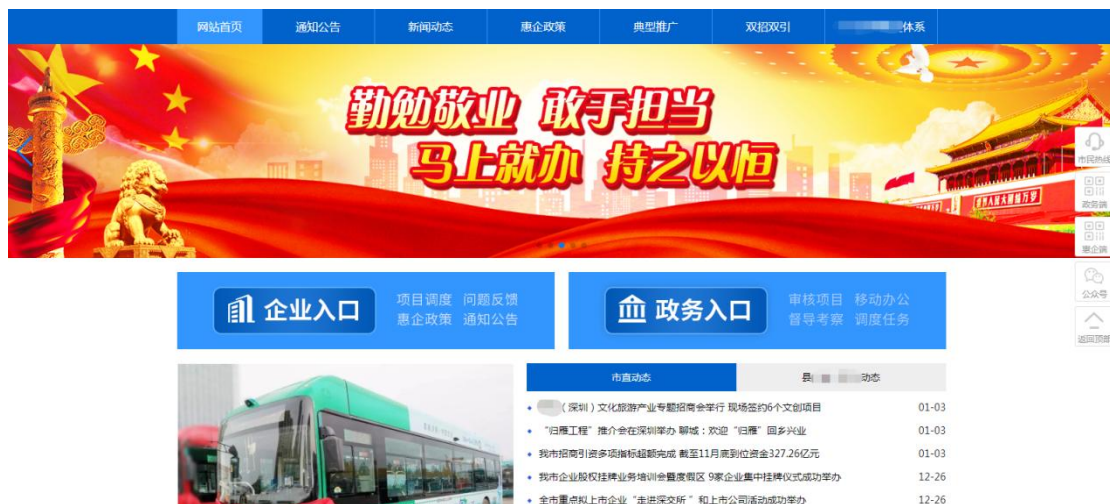 网站首页 通知公告 新闻动态 惠企政策 典型推广 双招双引 体系
勤勉敬业 敢于担当
马上就办 持之以恒
市民热线
政务端
惠企端
公众号
返回顶部
企业入口
项目调度 问题反馈
惠企政策 通知公告
政务入口
审核项目 移动办公
督导考察 调度任务
市直动态 县 动态
(深圳)文化旅游产业专题招商会举行 现场签约6个文创项目 01-03
“归雁工程”推介会在深圳举办 聊城:欢迎“归雁”回乡兴业 01-03
我市招商引资多项指标超额完成 截至11月底到位资金327.26亿元 01-03
我市企业股权挂牌业务培训会暨度假区 9家企业集中挂牌仪式成功举办 12-26
全市重点拟上市企业“走进深交所”和上市公司活动成功举办 12-26